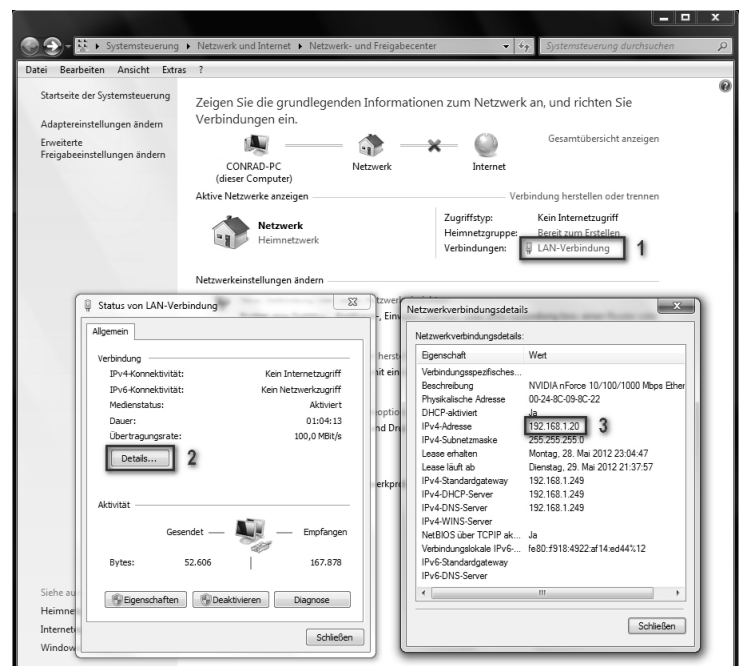 Systemsteuerung ▸ Netzwerk und Internet ▸ Netzwerk- und Freigabecenter
Systemsteuerung durchsuchen
Datei Bearbeiten Ansicht Extras ?
Startseite der Systemsteuerung
Adaptereinstellungen ändern
Erweiterte
Freigabeeinstellungen ändern
Zeigen Sie die grundlegenden Informationen zum Netzwerk an, und richten Sie
Verbindungen ein.
Gesamtübersicht anzeigen
CONRAD-PC
(dieser Computer)
Netzwerk
Internet
Aktive Netzwerke anzeigen
Verbindung herstellen oder trennen
Netzwerk
Heimnetzwerk
Zugriffstyp: Kein Internetzugriff
Heimnetzgruppe: Bereit zum Erstellen
Verbindungen: LAN-Verbindung 1
Netzwerkeinstellungen ändern
Status von LAN-Verbindung
Allgemein
Verbindung
IPv4-Konnektivität: Kein Internetzugriff
IPv6-Konnektivität: Kein Netzwerkzugriff
Medienstatus: Aktiviert
Dauer: 01:04:13
Übertragungsrate: 100,0 MBit/s
Details... 2
Aktivität
Gesendet — — Empfangen
Bytes: 52.606 167.878
Eigenschaften Deaktivieren Diagnose
Schließen
Netzwerkverbindungsdetails
Netzwerkverbindungsdetails:
Eigenschaft Wert
Verbindungsspezifisches...
Beschreibung NVIDIA nForce 10/100/1000 Mbps Ether
Physikalische Adresse 00-24-8C-09-8C-22
DHCP-aktiviert Ja
IPv4-Adresse 192.168.1.20 3
IPv4-Subnetzmaske 255.255.255.0
Lease erhalten Montag, 28. Mai 2012 23:04:47
Lease läuft ab Dienstag, 29. Mai 2012 21:37:57
IPv4-Standardgateway 192.168.1.249
IPv4-DHCP-Server 192.168.1.249
IPv4-DNS-Server 192.168.1.249
IPv4-WINS-Server
NetBIOS über TCPIP ak... Ja
Verbindungslokale IPv6-... fe80::f918:4922:af14:ed44%12
IPv6-Standardgateway
IPv6-DNS-Server
Schließen
Siehe au
Heimne
Internet
Window